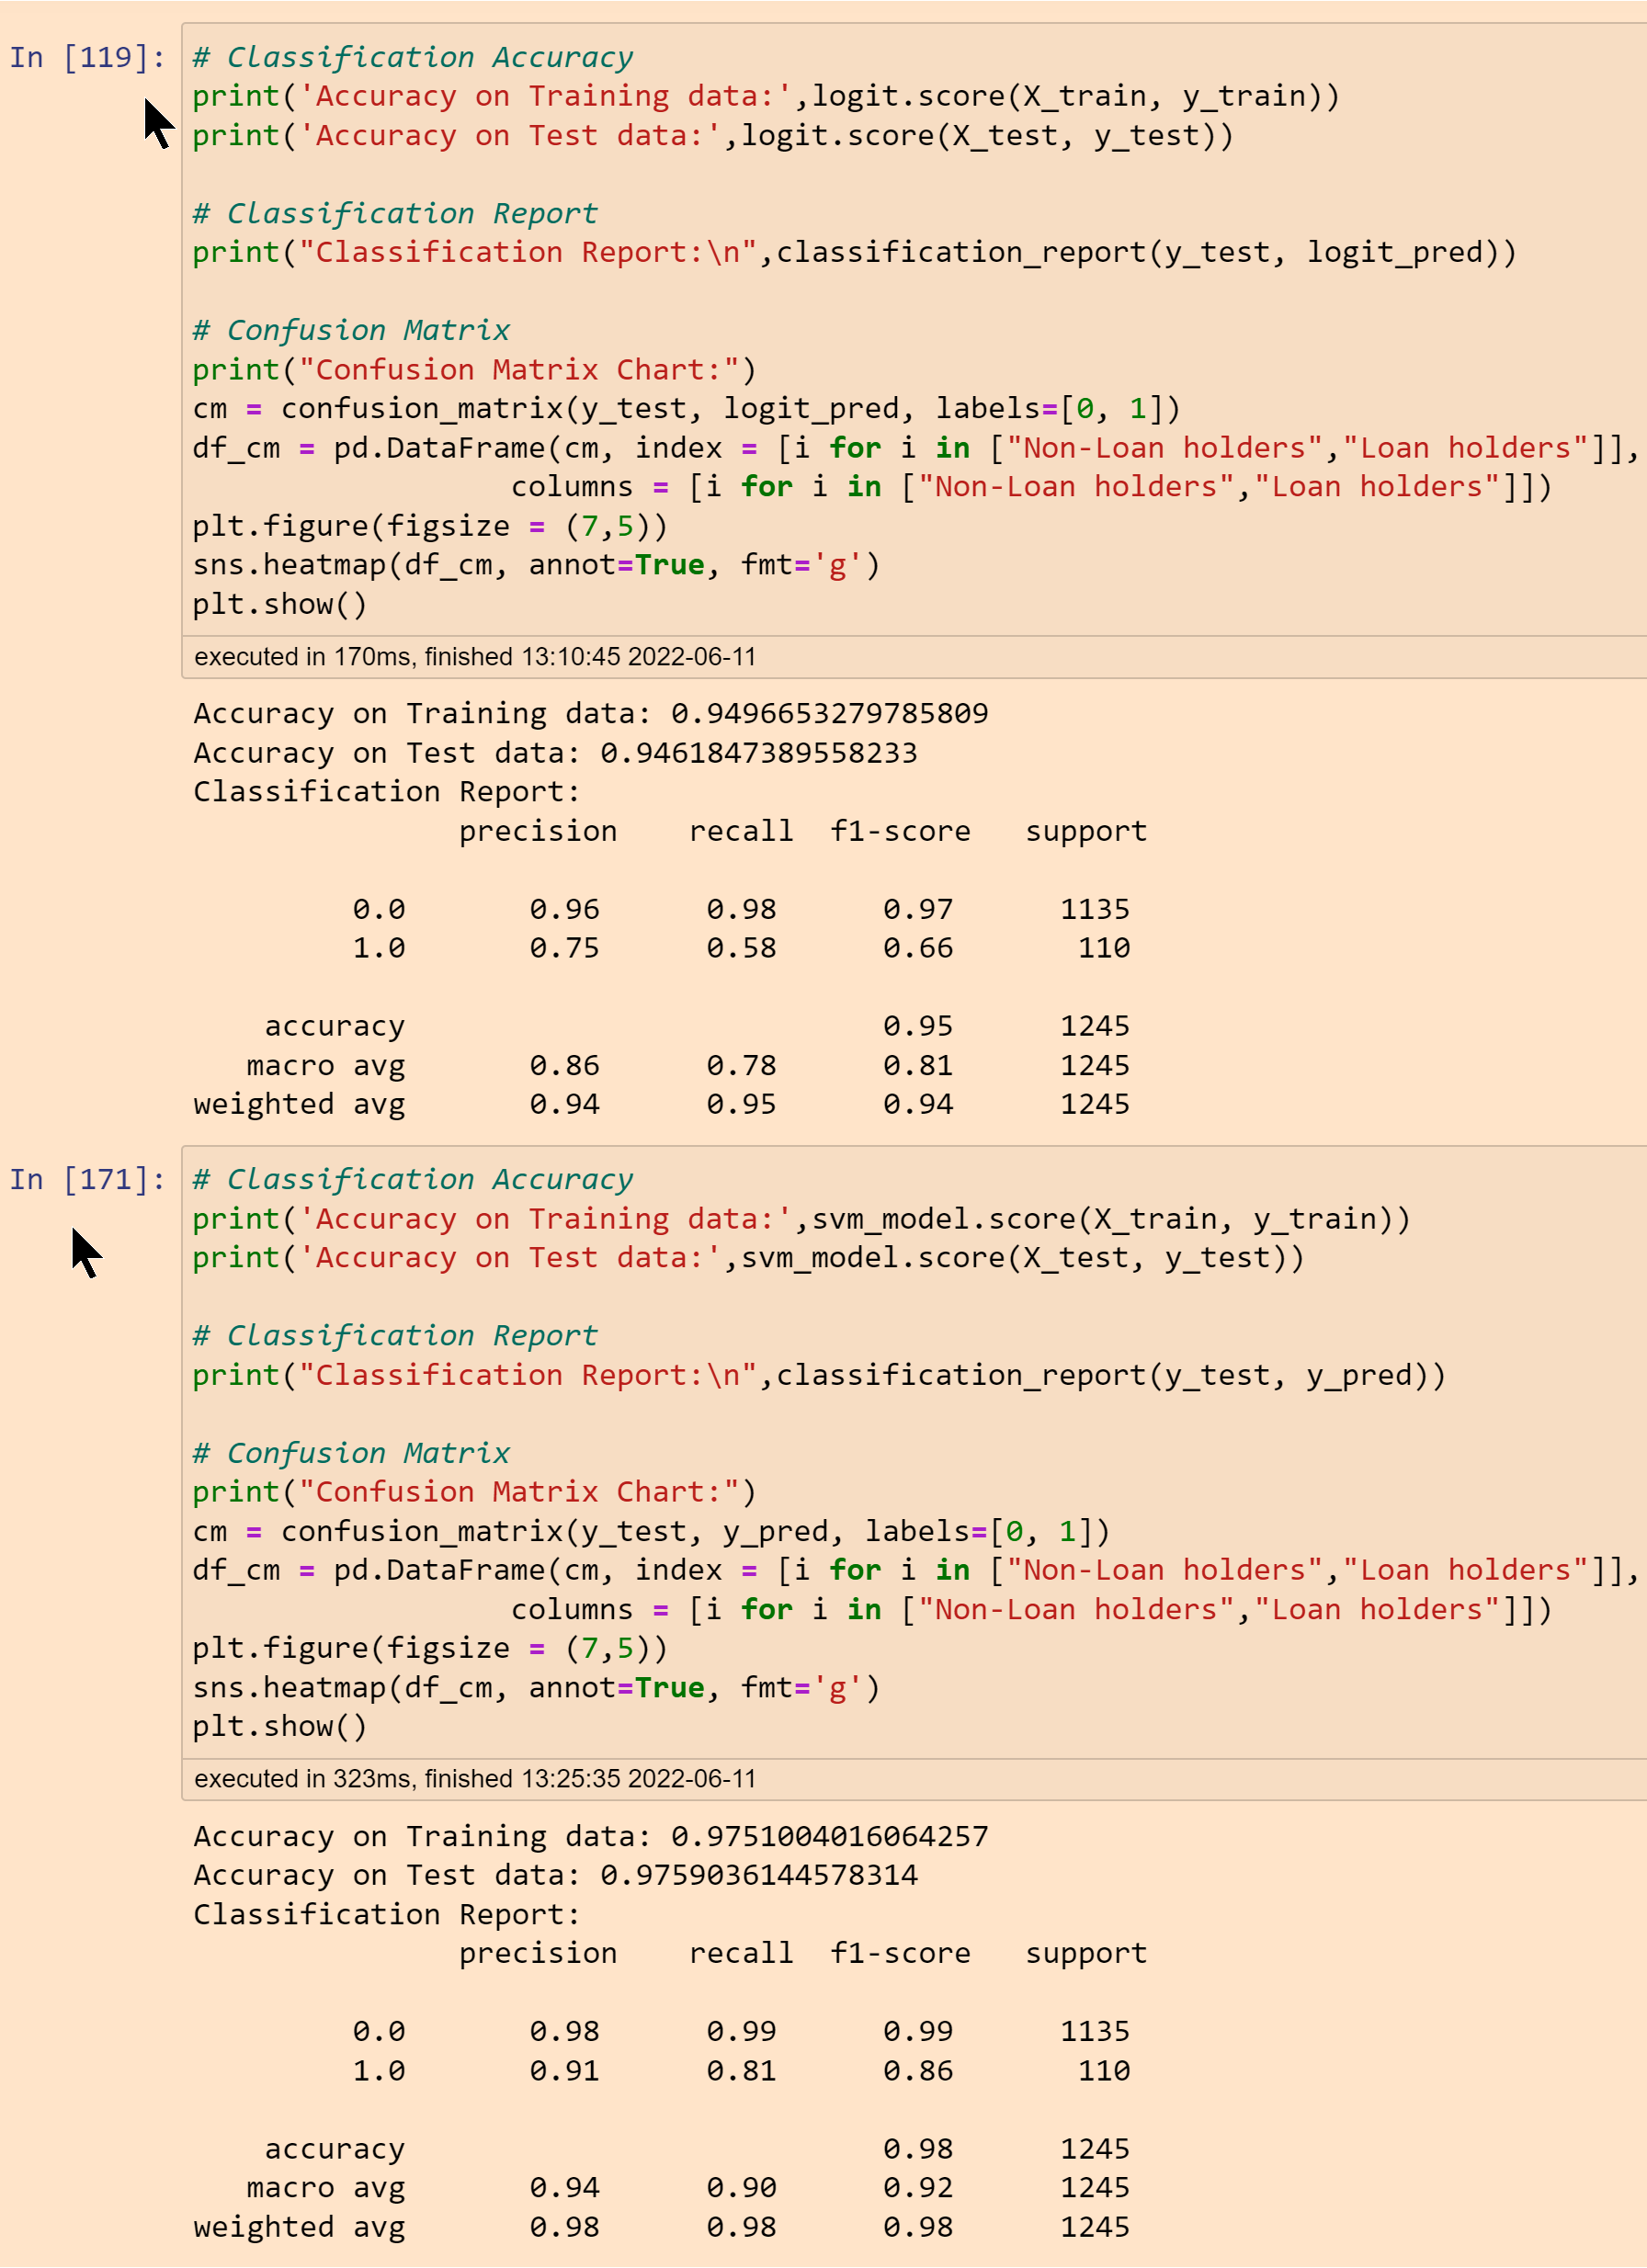 In [119]:
# Classification Accuracy
print('Accuracy on Training data:',logit.score(X_train, y_train))
print('Accuracy on Test data:',logit.score(X_test, y_test))
# Classification Report
print("Classification Report:\n",classification_report(y_test, logit_pred))
# Confusion Matrix
print("Confusion Matrix Chart:")
cm = confusion_matrix(y_test, logit_pred, labels=[0, 1])
df_cm = pd.DataFrame(cm, index = [i for i in ["Non-Loan holders","Loan holders"]],
columns = [i for i in ["Non-Loan holders","Loan holders"]])
plt.figure(figsize = (7,5))
sns.heatmap(df_cm, annot=True, fmt='g')
plt.show()
executed in 170ms, finished 13:10:45 2022-06-11
Accuracy on Training data: 0.9496653279785809
Accuracy on Test data: 0.9461847389558233
Classification Report:
precision recall f1-score support
0.0 0.96 0.98 0.97 1135
1.0 0.75 0.58 0.66 110
accuracy 0.95 1245
macro avg 0.86 0.78 0.81 1245
weighted avg 0.94 0.95 0.94 1245
In [171]:
# Classification Accuracy
print('Accuracy on Training data:',svm_model.score(X_train, y_train))
print('Accuracy on Test data:',svm_model.score(X_test, y_test))
# Classification Report
print("Classification Report:\n",classification_report(y_test, y_pred))
# Confusion Matrix
print("Confusion Matrix Chart:")
cm = confusion_matrix(y_test, y_pred, labels=[0, 1])
df_cm = pd.DataFrame(cm, index = [i for i in ["Non-Loan holders","Loan holders"]],
columns = [i for i in ["Non-Loan holders","Loan holders"]])
plt.figure(figsize = (7,5))
sns.heatmap(df_cm, annot=True, fmt='g')
plt.show()
executed in 323ms, finished 13:25:35 2022-06-11
Accuracy on Training data: 0.9751004016064257
Accuracy on Test data: 0.9759036144578314
Classification Report:
precision recall f1-score support
0.0 0.98 0.99 0.99 1135
1.0 0.91 0.81 0.86 110
accuracy 0.98 1245
macro avg 0.94 0.90 0.92 1245
weighted avg 0.98 0.98 0.98 1245